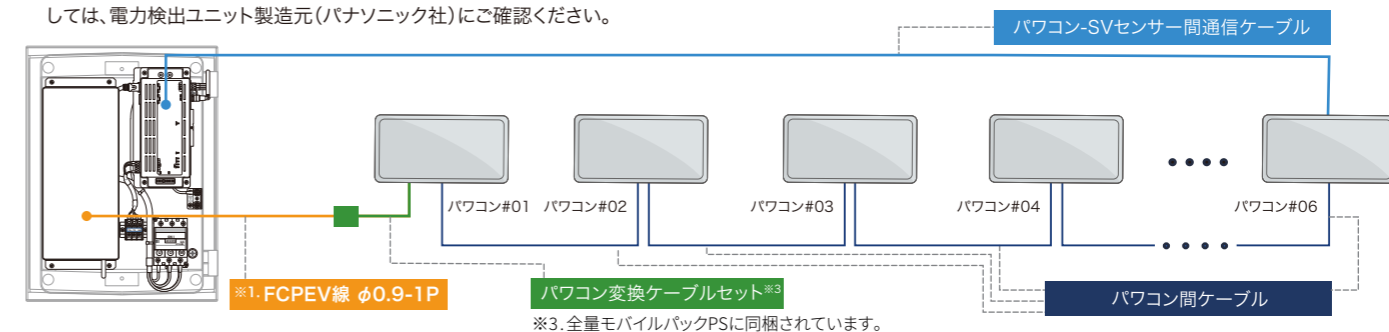 しては、電力検出ユニット製造元(パナソニック社)にご確認ください。
パワコン-SVセンサー間通信ケーブル
パワコン#01
パワコン#02
パワコン#03
パワコン#04
パワコン#06
※1. FCPEV線 φ0.9-1P
パワコン変換ケーブルセット※3
パワコン間ケーブル
※3. 全量モバイルパックPSに同梱されています。